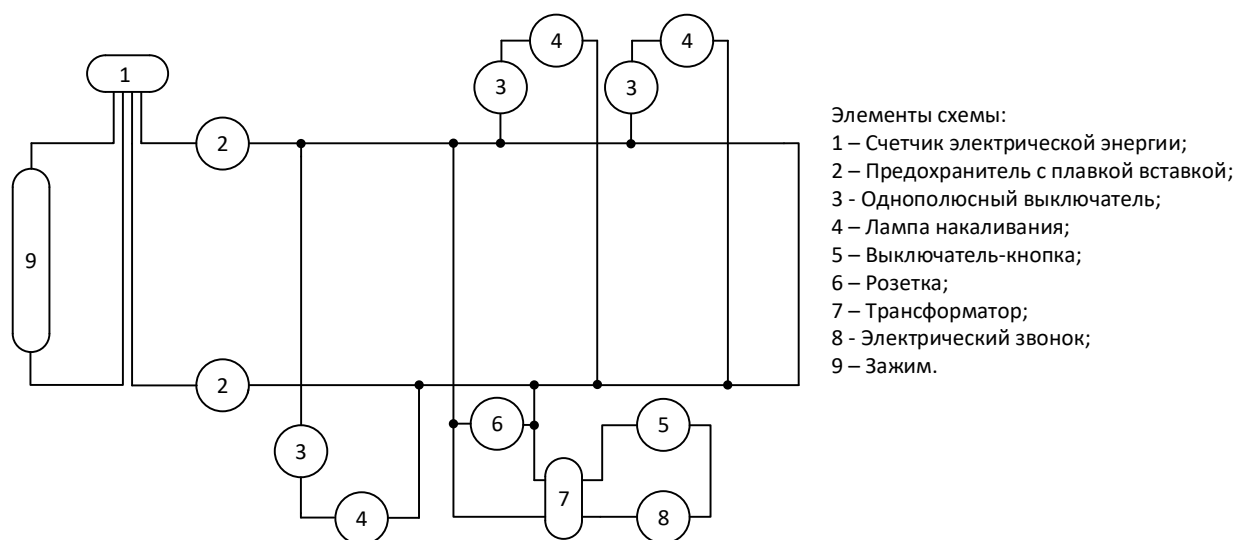 4
4
1
3
3
2
9
2
6
5
3
7
4
8
Элементы схемы:
1 – Счетчик электрической энергии;
2 – Предохранитель с плавкой вставкой;
3 - Однополюсный выключатель;
4 – Лампа накаливания;
5 – Выключатель-кнопка;
6 – Розетка;
7 – Трансформатор;
8 - Электрический звонок;
9 – Зажим.